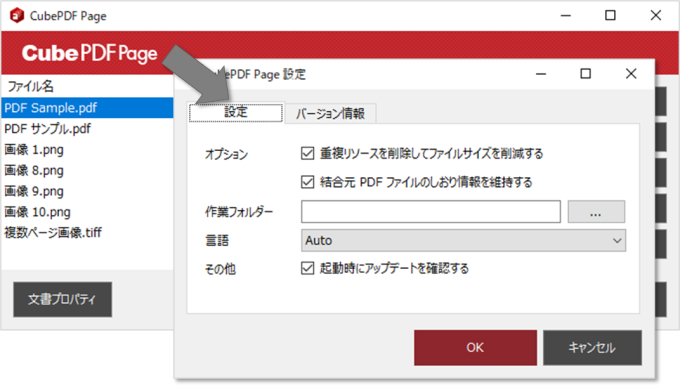 CubePDF Page
CubePDF Page
ファイル名
PDF Sample.pdf
PDF サンプル.pdf
画像 1.png
画像 8.png
画像 9.png
画像 10.png
複数ページ画像.tiff
文書プロパティ
CubePDF Page 設定
設定
バージョン情報
オプション
重複リソースを削除してファイルサイズを削減する
結合元 PDF ファイルのしおり情報を維持する
作業フォルダー
...
言語
Auto
その他
起動時にアップデートを確認する
OK
キャンセル